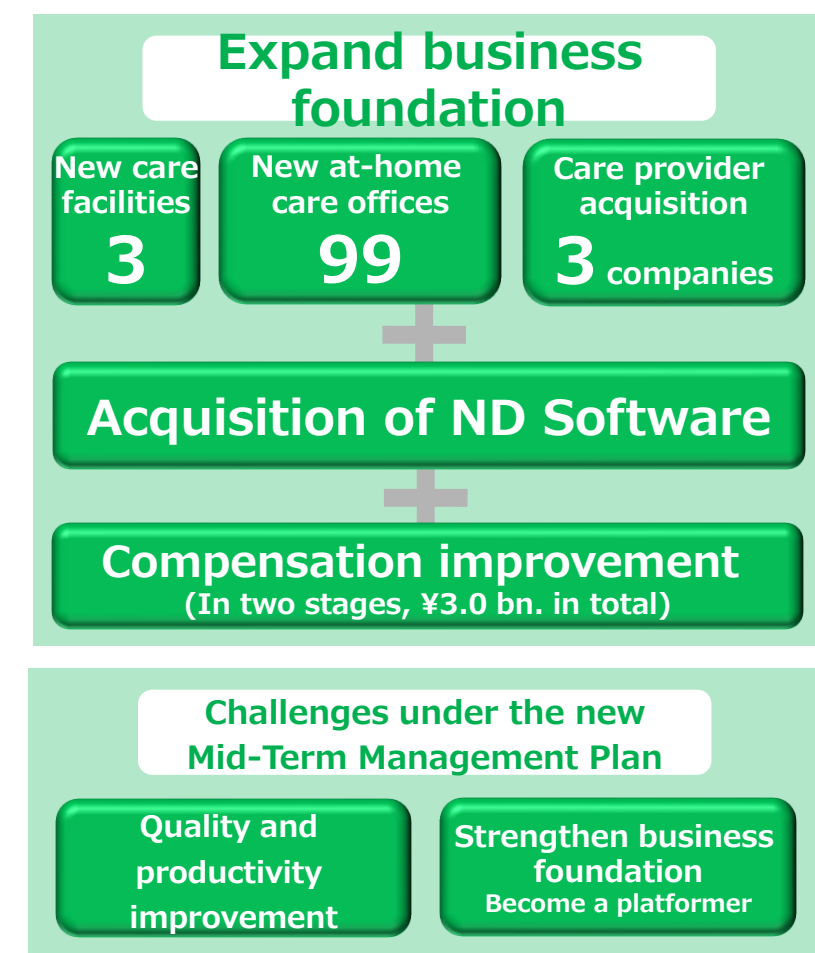 Expand business
foundation
New care
facilities
3
New at-home
care offices
99
Care provider
acquisition
3 companies
Acquisition of ND Software
Compensation improvement
(In two stages, ¥3.0 bn. in total)
Challenges under the new
Mid-Term Management Plan
Quality and
productivity
improvement
Strengthen business
foundation
Become a platformer